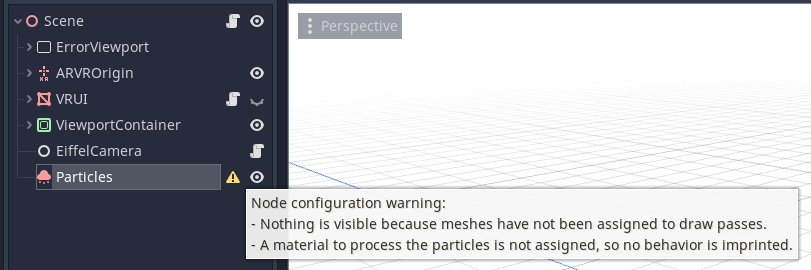 Scene
Perspective
ErrorViewport
ARVROrigin
VRUI
ViewportContainer
EiffelCamera
Particles
Node configuration warning:
- Nothing is visible because meshes have not been assigned to draw passes.
- A material to process the particles is not assigned, so no behavior is imprinted.